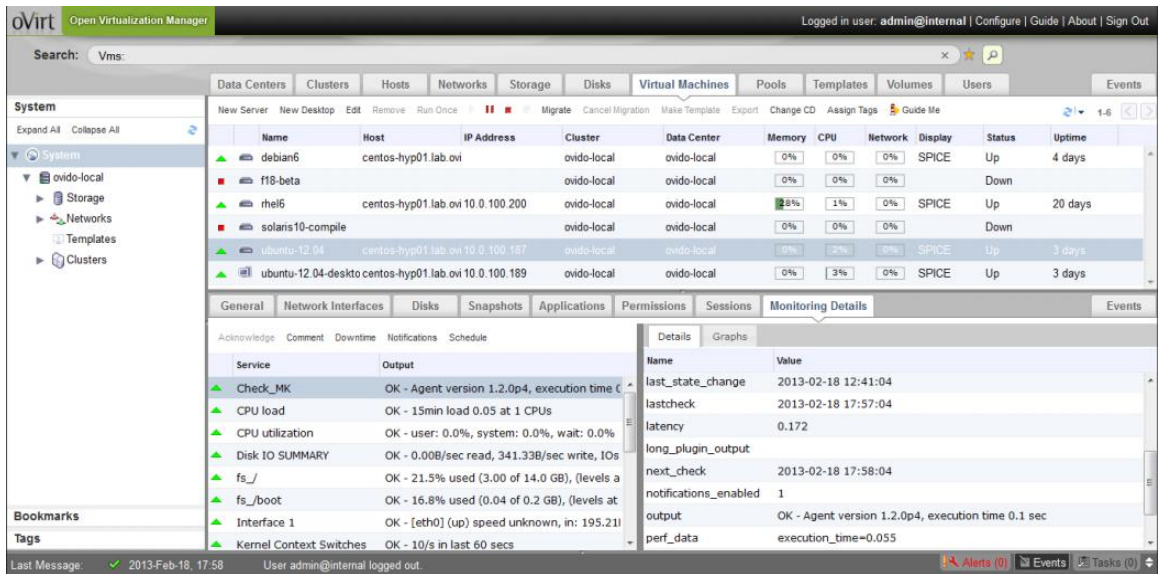 oVirt Open Virtualization Manager
Logged in user: admin@internal | Configure | Guide | About | Sign Out
Search: Vms:
Data Centers Clusters Hosts Networks Storage Disks Virtual Machines Pools Templates Volumes Users Events
System
Expand All Collapse All
System
ovido-local
Storage
Networks
Templates
Clusters
Bookmarks
Tags
New Server New Desktop Edit Remove Run Once Migrate Cancel Migration Make Template Export Change CD Assign Tags Guide Me 1-6
Name Host IP Address Cluster Data Center Memory CPU Network Display Status Uptime
debian6 centos-hyp01.lab.ovi ovido-local ovido-local 0% 0% 0% SPICE Up 4 days
f18-beta ovido-local ovido-local 0% 0% 0% Down
rhel6 centos-hyp01.lab.ovi 10.0.100.200 ovido-local ovido-local 28% 1% 0% SPICE Up 20 days
solaris10-compile ovido-local ovido-local 0% 0% 0% Down
ubuntu-12.04 centos-hyp01.lab.ovi 10.0.100.187 ovido-local ovido-local 0% 2% 0% SPICE Up 3 days
ubuntu-12.04-deskto centos-hyp01.lab.ovi 10.0.100.189 ovido-local ovido-local 0% 3% 0% SPICE Up 3 days
General Network Interfaces Disks Snapshots Applications Permissions Sessions Monitoring Details Events
Acknowledge Comment Downtime Notifications Schedule
Service Output
Check_MK OK - Agent version 1.2.0p4, execution time 0
CPU load OK - 15min load 0.05 at 1 CPUs
CPU utilization OK - user: 0.0%, system: 0.0%, wait: 0.0%
Disk IO SUMMARY OK - 0.00B/sec read, 341.33B/sec write, IOs
fs_/ OK - 21.5% used (3.00 of 14.0 GB), (levels a
fs_/boot OK - 16.8% used (0.04 of 0.2 GB), (levels at
Interface 1 OK - [eth0] (up) speed unknown, in: 195.21
Kernel Context Switches OK - 10/s in last 60 secs
Details Graphs
Name Value
last_state_change 2013-02-18 12:41:04
lastcheck 2013-02-18 17:57:04
latency 0.172
long_plugin_output
next_check 2013-02-18 17:58:04
notifications_enabled 1
output OK - Agent version 1.2.0p4, execution time 0.1 sec
perf_data execution_time=0.055
Last Message: 2013-Feb-18, 17:58 User admin@internal logged out.
Alerts (0) Events Tasks (0)